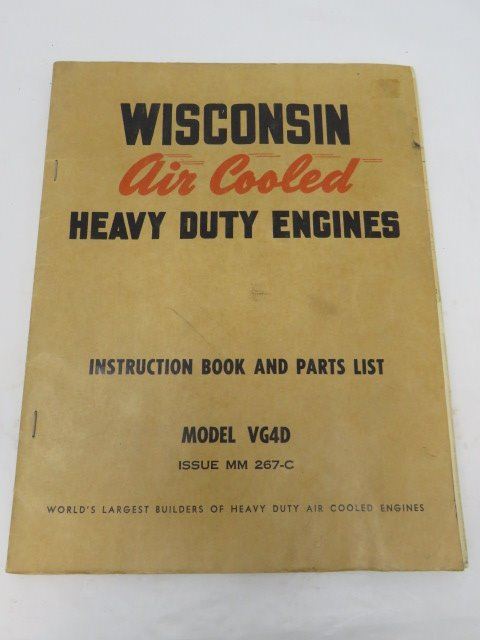 WISCONSIN
Air Cooled
HEAVY DUTY ENGINES
INSTRUCTION BOOK AND PARTS LIST
MODEL VG4D
ISSUE MM 267-C
WORLD'S LARGEST BUILDERS OF HEAVY DUTY AIR COOLED ENGINES